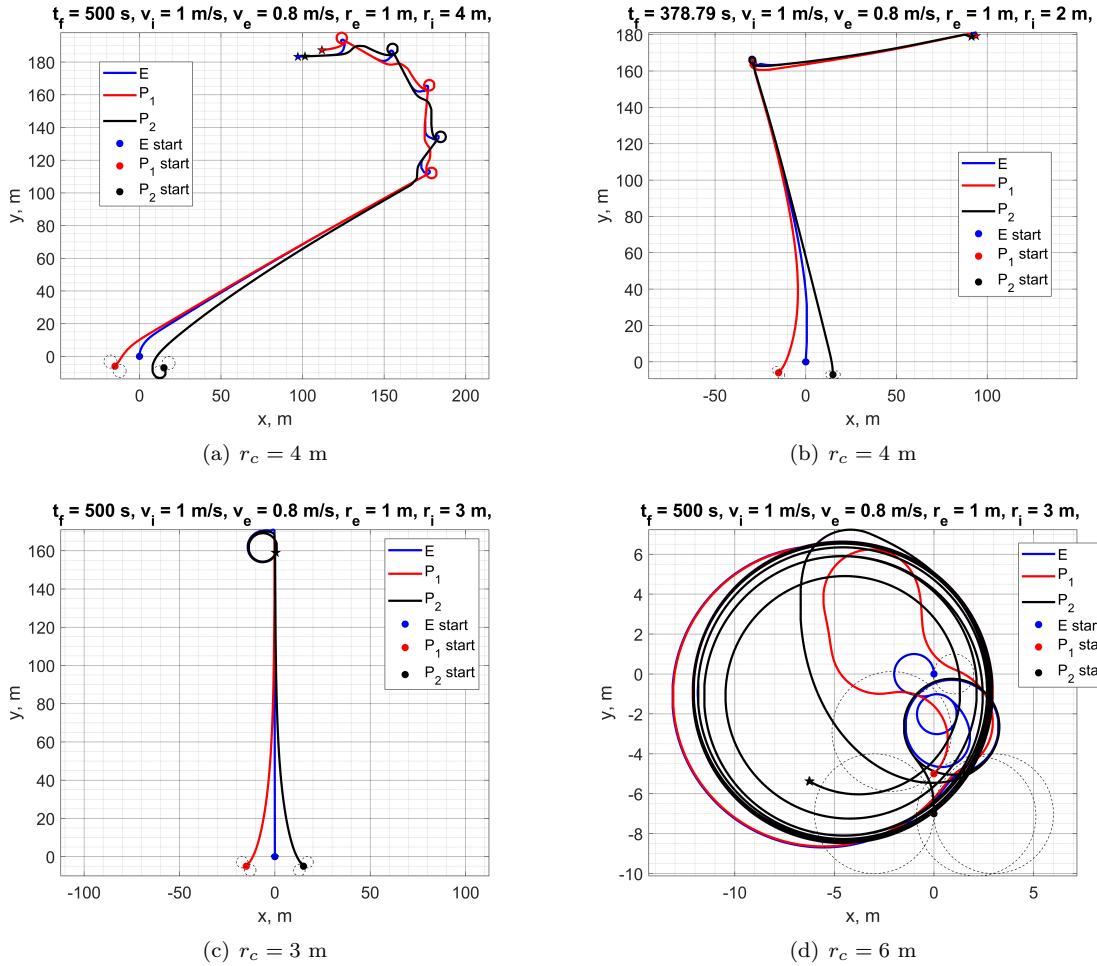 t_f = 500 s, v_i = 1 m/s, v_e = 0.8 m/s, r_e = 1 m, r_i = 4 m,
180
160
140
120
100
80
60
40
20
0
y, m
E
P_1
P_2
E start
P_1 start
P_2 start
0
50
100
150
200
x, m
(a) r_c = 4 m
t_f = 378.79 s, v_i = 1 m/s, v_e = 0.8 m/s, r_e = 1 m, r_i = 2 m,
180
160
140
120
100
80
60
40
20
0
y, m
E
P_1
P_2
E start
P_1 start
P_2 start
-50
0
50
100
x, m
(b) r_c = 4 m
t_f = 500 s, v_i = 1 m/s, v_e = 0.8 m/s, r_e = 1 m, r_i = 3 m,
160
140
120
100
80
60
40
20
0
y, m
E
P_1
P_2
E start
P_1 start
P_2 start
-100
-50
0
50
100
x, m
(c) r_c = 3 m
t_f = 500 s, v_i = 1 m/s, v_e = 0.8 m/s, r_e = 1 m, r_i = 3 m,
6
4
2
0
-2
-4
-6
-8
-10
y, m
E
P_1
P_2
E sta
P_1 sta
P_2 sta
-10
-5
0
5
x, m
(d) r_c = 6 m